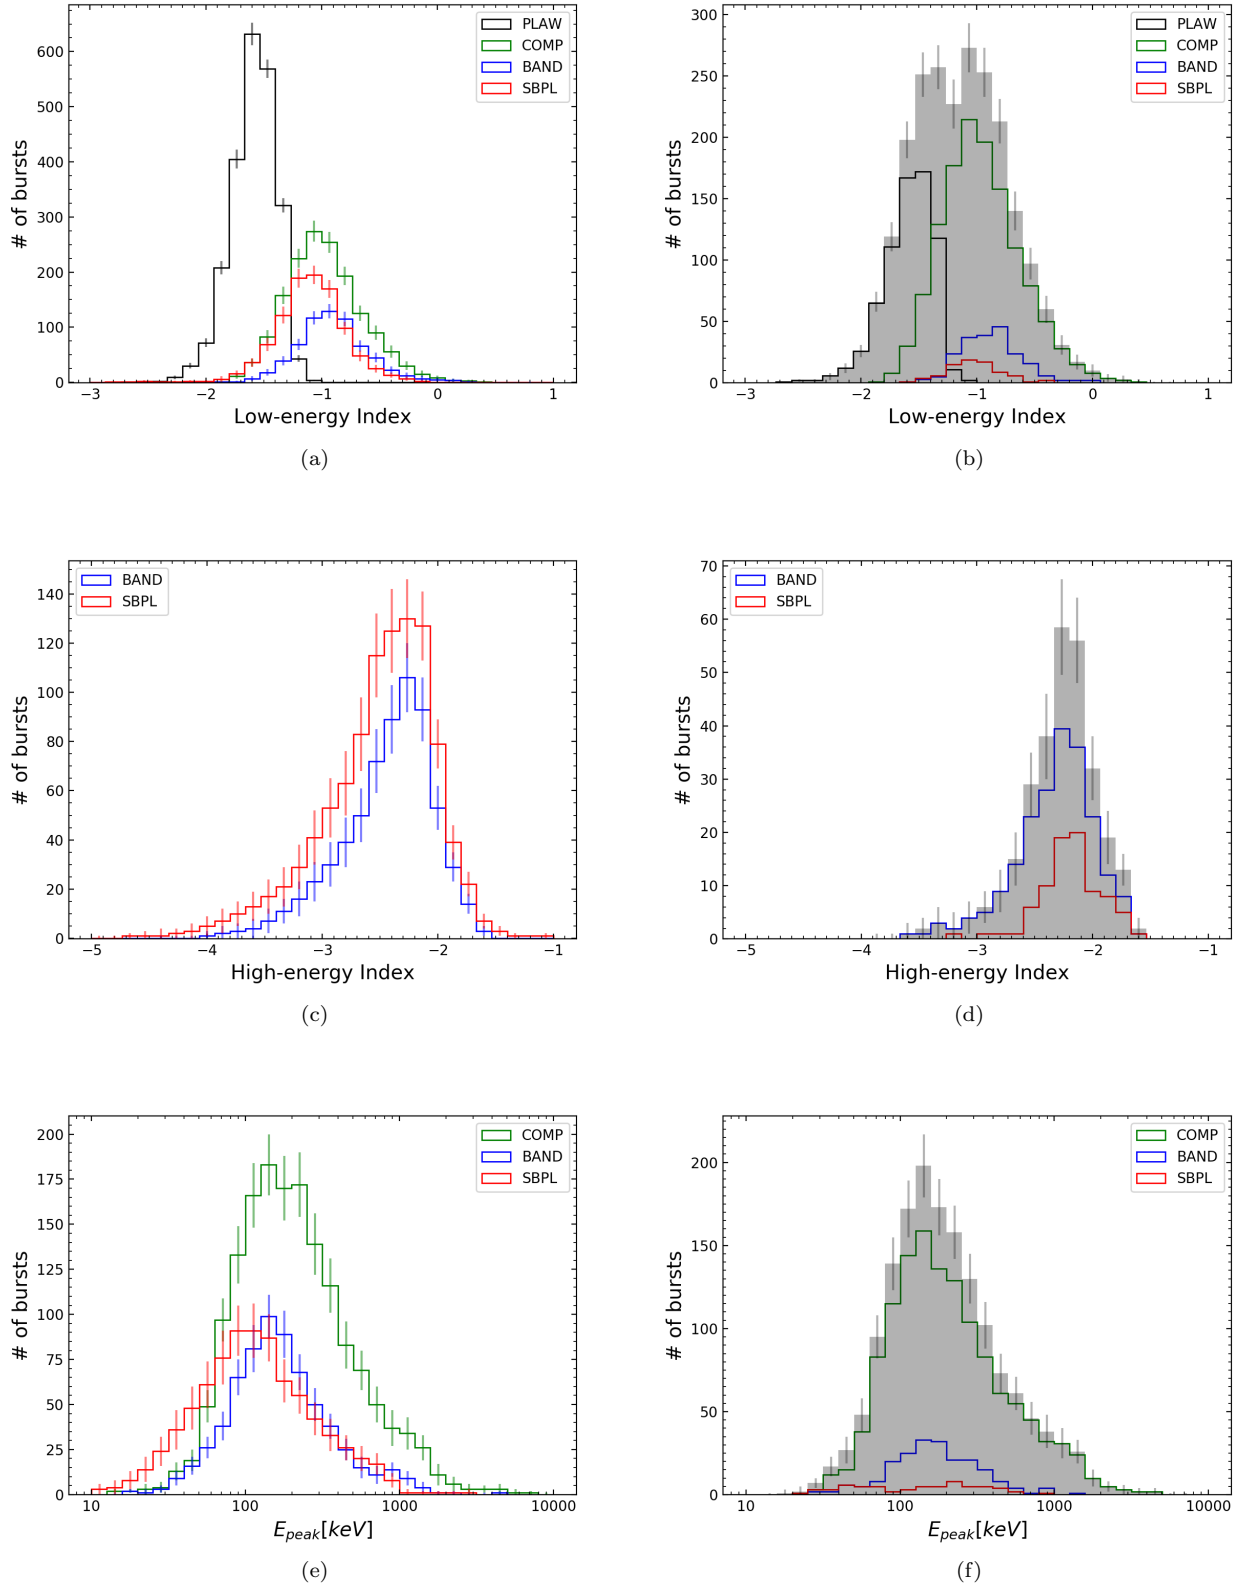 PLAW
COMP
BAND
SBPL
600
500
400
300
200
100
0
# of bursts
−3 −2 −1 0 1
Low-energy Index
(a)
PLAW
COMP
BAND
SBPL
300
250
200
150
100
50
0
# of bursts
−3 −2 −1 0 1
Low-energy Index
(b)
BAND
SBPL
140
120
100
80
60
40
20
0
# of bursts
−5 −4 −3 −2 −1
High-energy Index
(c)
BAND
SBPL
70
60
50
40
30
20
10
0
# of bursts
−5 −4 −3 −2 −1
High-energy Index
(d)
COMP
BAND
SBPL
200
175
150
125
100
75
50
25
0
# of bursts
10 100 1000 10000
E_peak[keV]
(e)
COMP
BAND
SBPL
200
150
100
50
0
# of bursts
10 100 1000 10000
E_peak[keV]
(f)